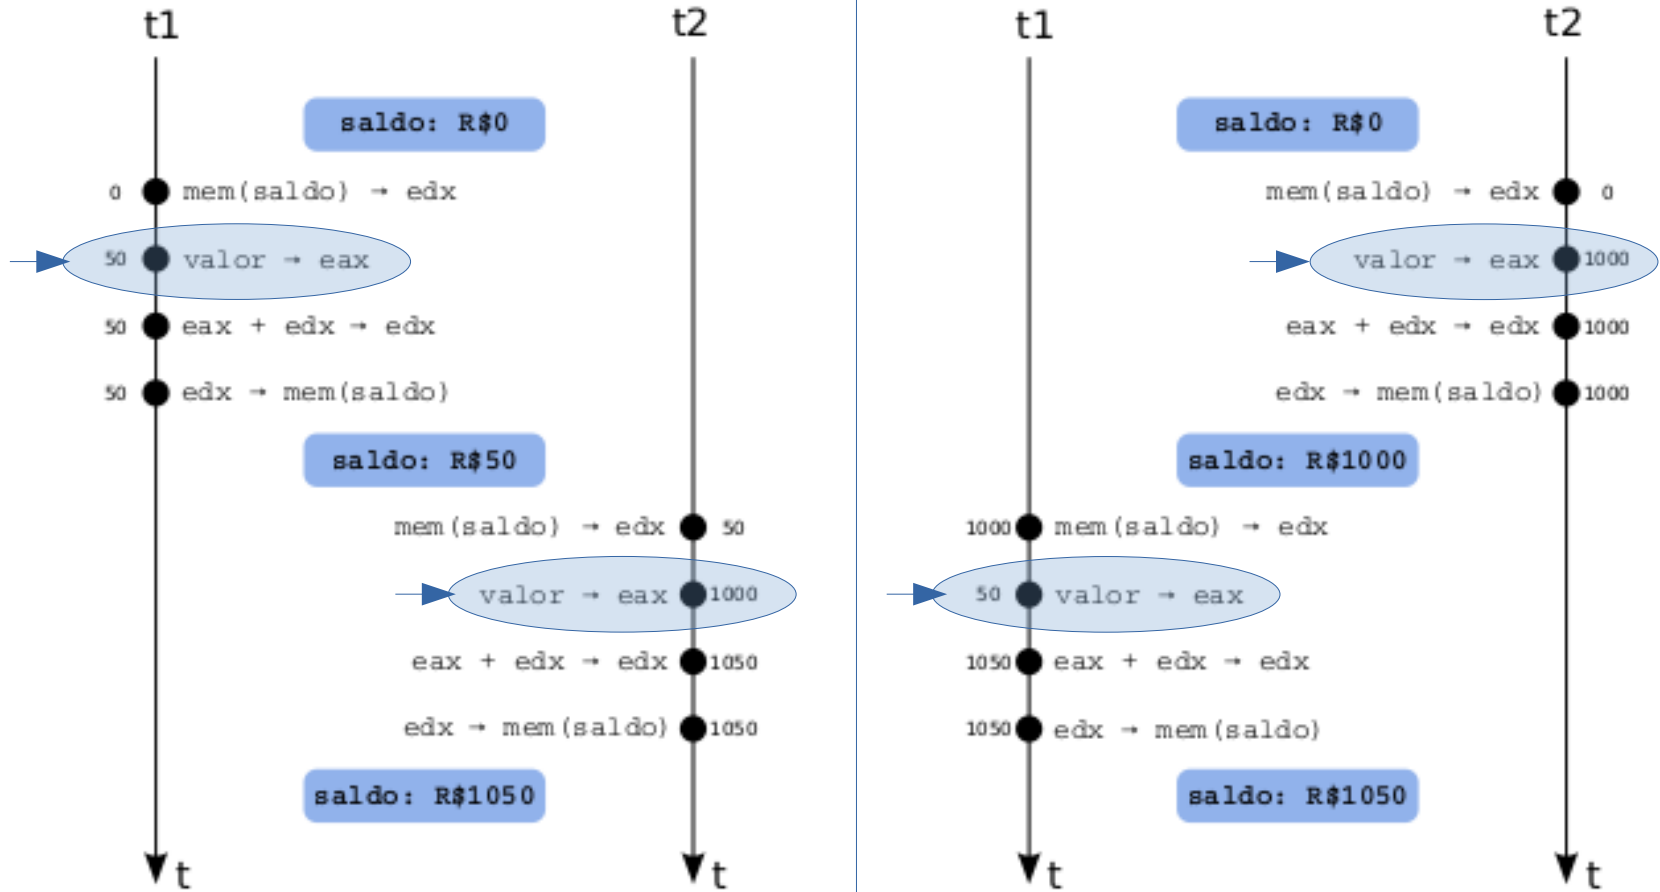 t1 t2
saldo: R$0
0 mem(saldo) → edx
50 valor → eax
50 eax + edx → edx
50 edx → mem(saldo)
saldo: R$50
mem(saldo) → edx 50
valor → eax 1000
eax + edx → edx 1050
edx → mem(saldo) 1050
saldo: R$1050
t t
t1 t2
saldo: R$0
mem(saldo) → edx 0
valor → eax 1000
eax + edx → edx 1000
edx → mem(saldo) 1000
saldo: R$1000
1000 mem(saldo) → edx
50 valor → eax
1050 eax + edx → edx
1050 edx → mem(saldo)
saldo: R$1050
t t